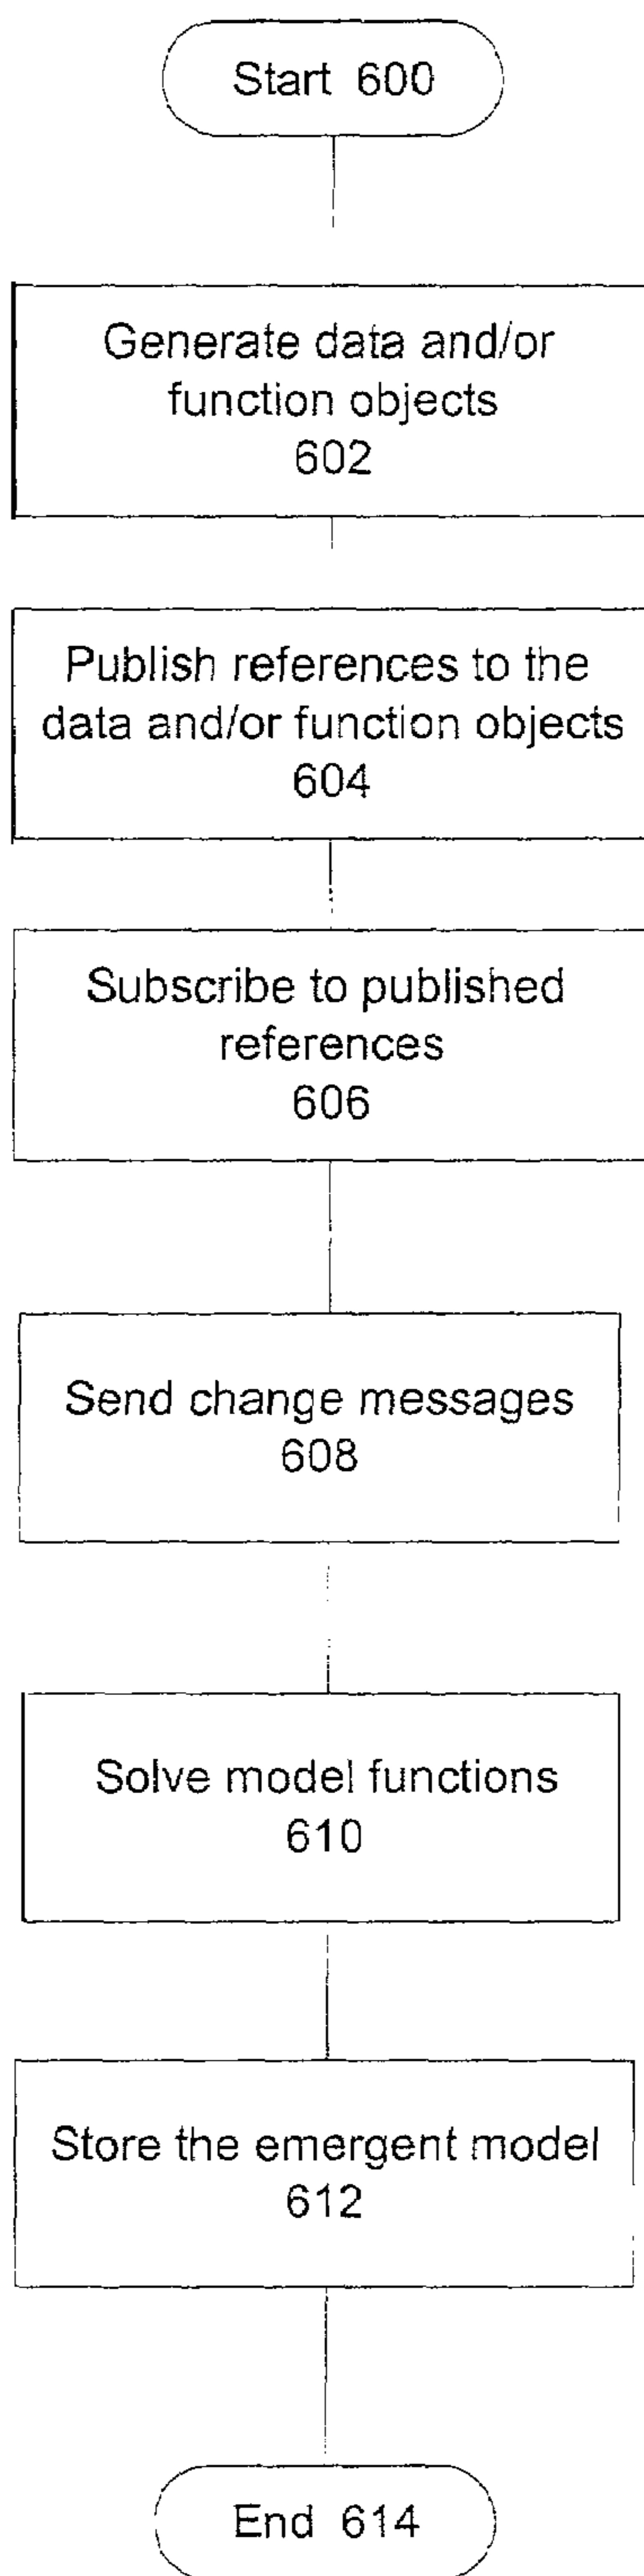 Start 600
Generate data and/or
function objects
602
Publish references to the
data and/or function objects
604
Subscribe to published
references
606
Send change messages
608
Solve model functions
610
Store the emergent model
612
End 614